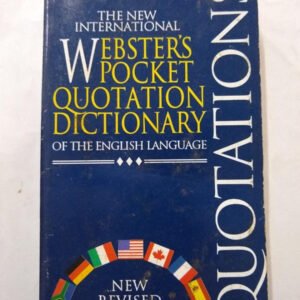 THE NEW
INTERNATIONAL
WEBSTER'S
POCKET
QUOTATION
DICTIONARY
OF THE ENGLISH LANGUAGE
NEW
REVISED
QUOTATIONS